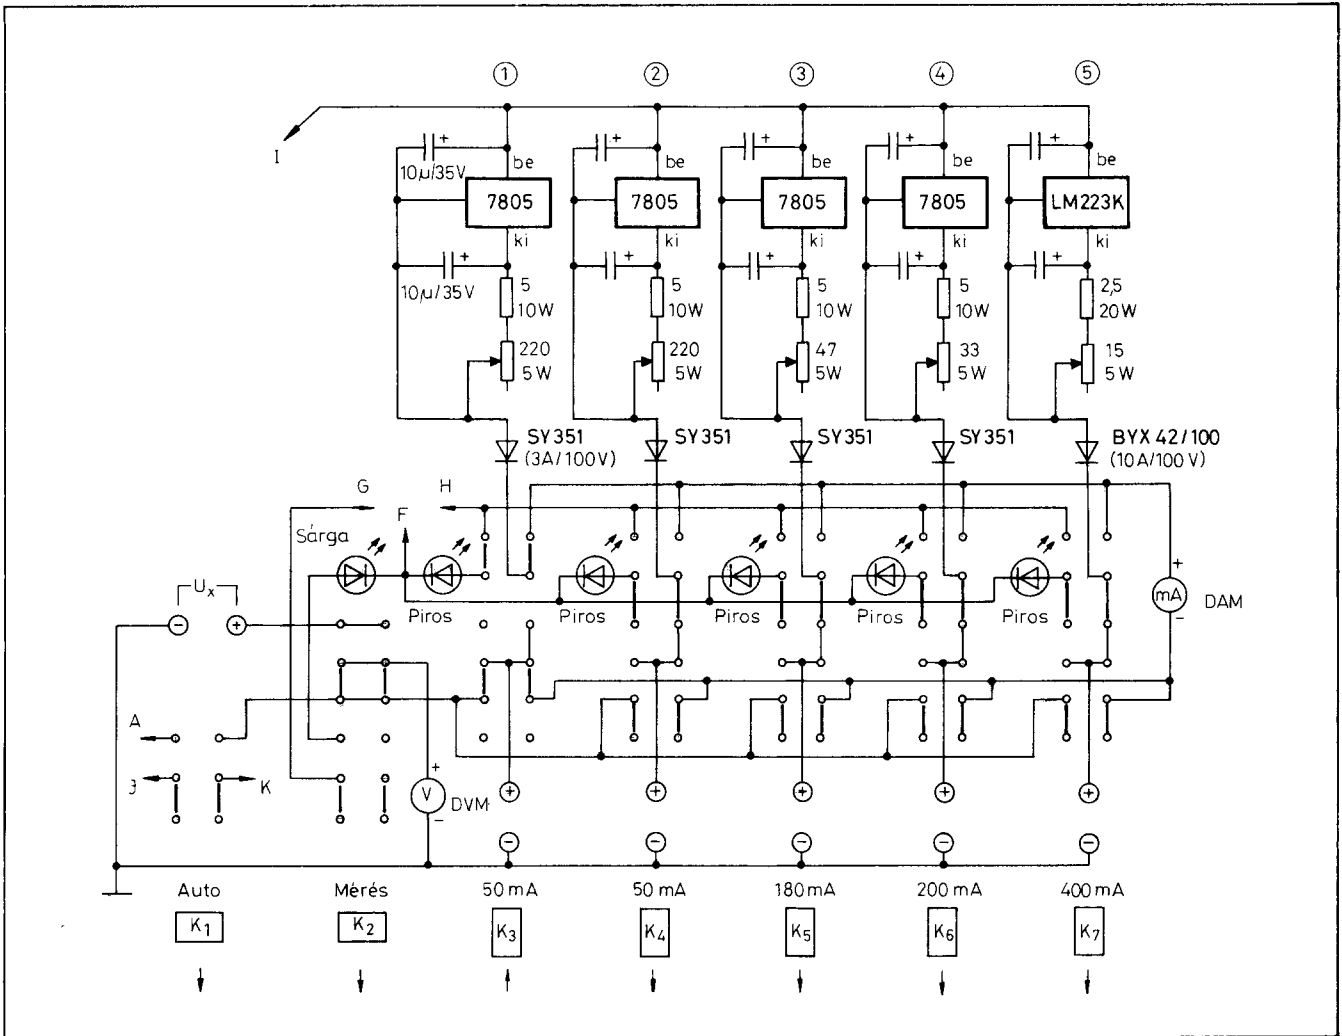 ① ② ③ ④ ⑤
I
+ + + + +
10µ/35V be be be be be
7805 7805 7805 7805 LM223K
ki ki ki ki ki
+ + + + +
10µ/35V
5 5 5 5 2,5
10W 10W 10W 10W 20W
220 220 47 33 15
5W 5W 5W 5W 5W
SY351 SY351 SY351 SY351 BYX 42/100
(3A/100V) (10A/100V)
G H
F
Sárga
+
Uₓ mA DAM
− + Piros Piros Piros Piros Piros −
A
J K
+
V DVM + + + + +
−
− − − − −
Auto Mérés 50 mA 50 mA 180 mA 200 mA 400 mA
K₁ K₂ K₃ K₄ K₅ K₆ K₇